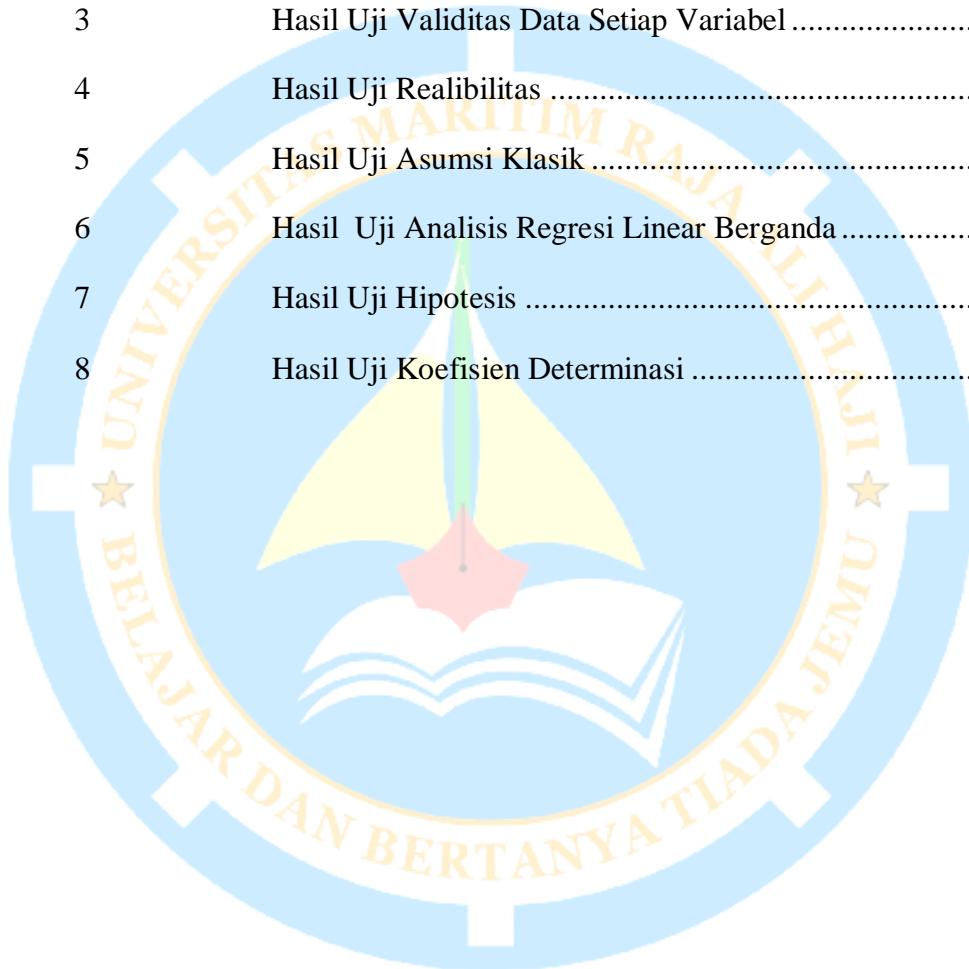 3 Hasil Uji Validitas Data Setiap Variabel ......................
4 Hasil Uji Realibilitas ...................................................
5 Hasil Uji Asumsi Klasik ..............................................
6 Hasil  Uji Analisis Regresi Linear Berganda ................
7 Hasil Uji Hipotesis ......................................................
8 Hasil Uji Koefisien Determinasi ..................................
UNIVERSITAS MARITIM RAJA ALI HAJI
BELAJAR DAN BERTANYA TIADA JEMU